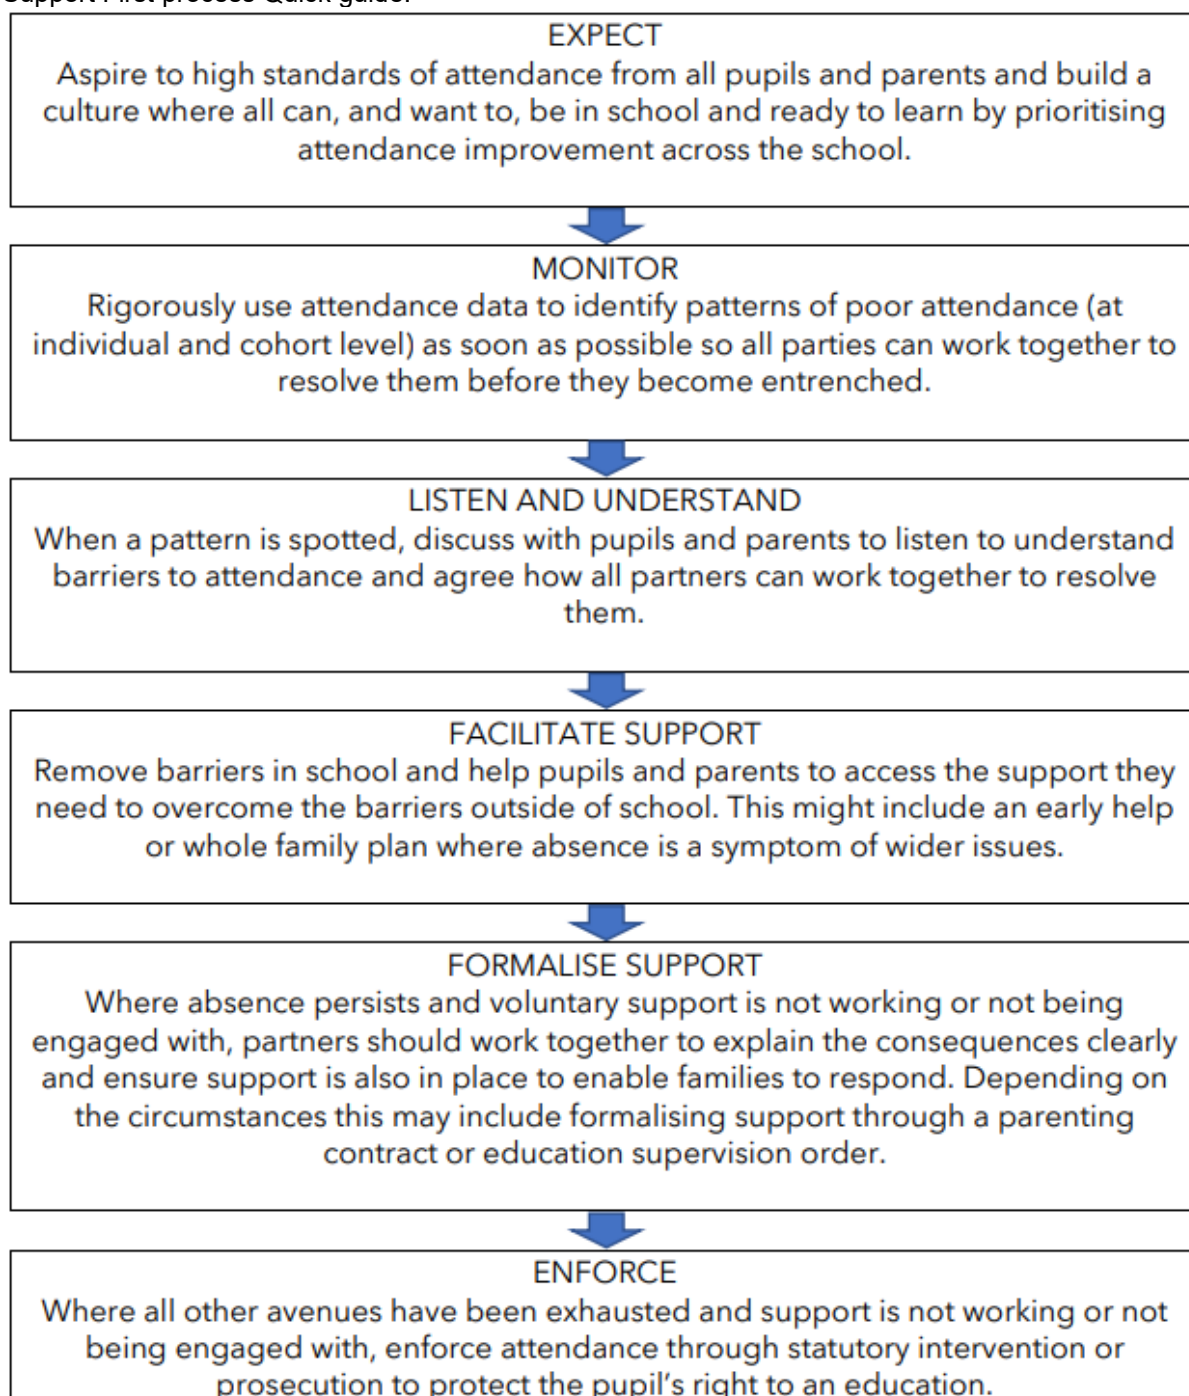 Support First process Quick guide:
EXPECT
Aspire to high standards of attendance from all pupils and parents and build a
culture where all can, and want to, be in school and ready to learn by prioritising
attendance improvement across the school.
MONITOR
Rigorously use attendance data to identify patterns of poor attendance (at
individual and cohort level) as soon as possible so all parties can work together to
resolve them before they become entrenched.
LISTEN AND UNDERSTAND
When a pattern is spotted, discuss with pupils and parents to listen to understand
barriers to attendance and agree how all partners can work together to resolve
them.
FACILITATE SUPPORT
Remove barriers in school and help pupils and parents to access the support they
need to overcome the barriers outside of school. This might include an early help
or whole family plan where absence is a symptom of wider issues.
FORMALISE SUPPORT
Where absence persists and voluntary support is not working or not being
engaged with, partners should work together to explain the consequences clearly
and ensure support is also in place to enable families to respond. Depending on
the circumstances this may include formalising support through a parenting
contract or education supervision order.
ENFORCE
Where all other avenues have been exhausted and support is not working or not
being engaged with, enforce attendance through statutory intervention or
prosecution to protect the pupil's right to an education.